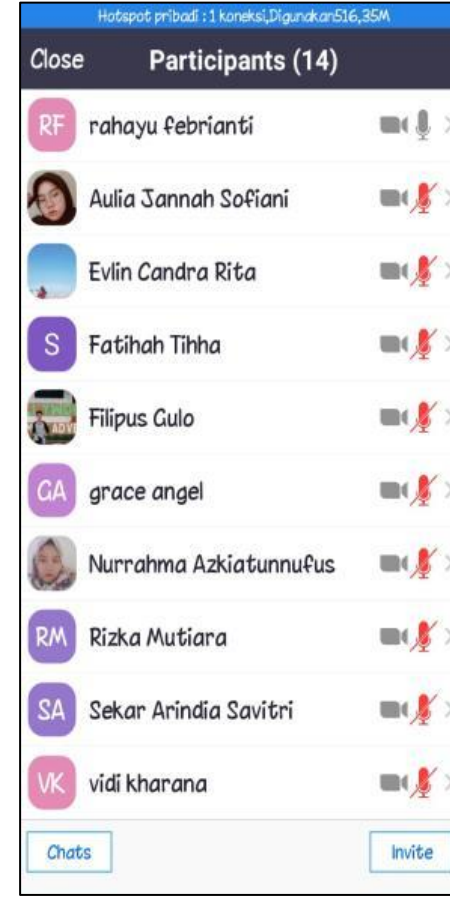 Hotspot pribadi : 1 koneksi,Digunakan516,35M
Close Participants (14)
RF rahayu febrianti
Aulia Jannah Sofiani
Evlin Candra Rita
S Fatihah Tihha
Filipus Gulo
GA grace angel
Nurrahma Azkiatunnufus
RM Rizka Mutiara
SA Sekar Arindia Savitri
VK vidi kharana
Chats Invite